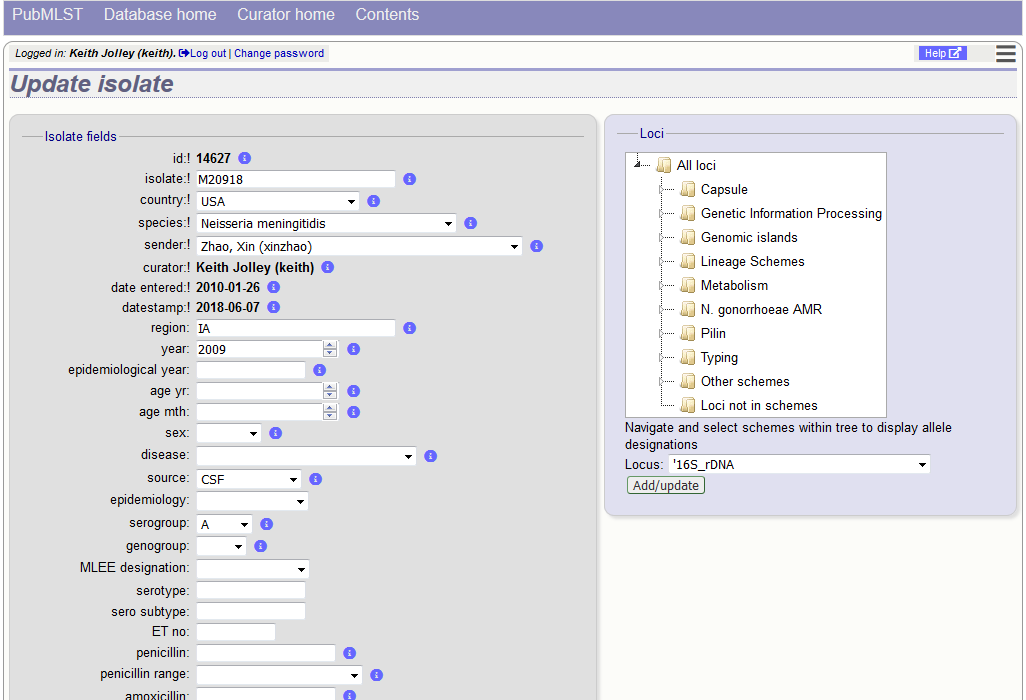 PubMLST Database home Curator home Contents
Logged in: Keith Jolley (keith). Log out | Change password
Help
Update isolate
Isolate fields
id:! 14627
isolate:! M20918
country:! USA
species:! Neisseria meningitidis
sender:! Zhao, Xin (xinzhao)
curator:! Keith Jolley (keith)
date entered:! 2010-01-26
datestamp:! 2018-06-07
region: IA
year: 2009
epidemiological year:
age yr:
age mth:
sex:
disease:
source: CSF
epidemiology:
serogroup: A
genogroup:
MLEE designation:
serotype:
sero subtype:
ET no:
penicillin:
penicillin range:
amoxicillin:
Loci
All loci
Capsule
Genetic Information Processing
Genomic islands
Lineage Schemes
Metabolism
N. gonorrhoeae AMR
Pilin
Typing
Other schemes
Loci not in schemes
Navigate and select schemes within tree to display allele
designations
Locus: '16S_rDNA
Add/update